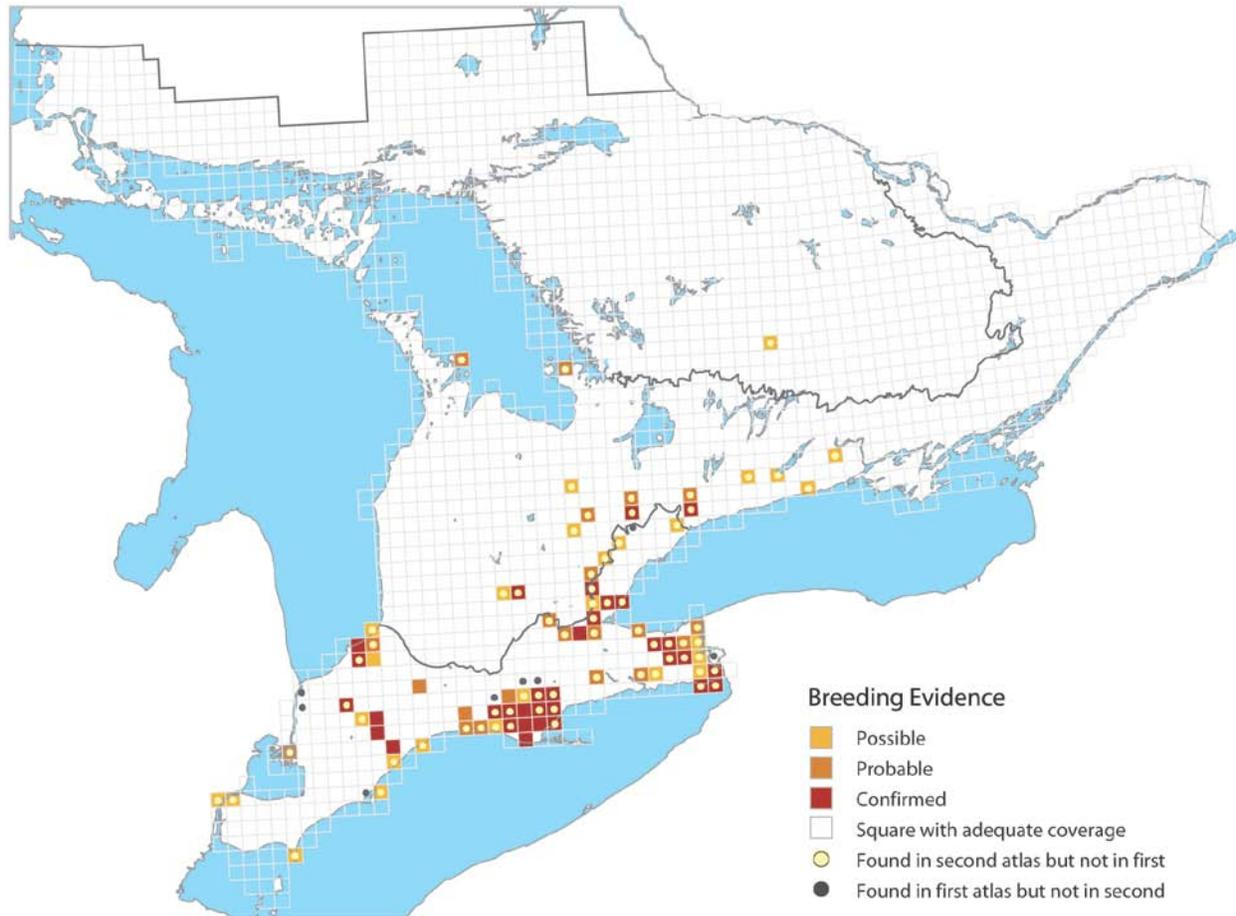 Breeding Evidence
Possible
Probable
Confirmed
Square with adequate coverage
Found in second atlas but not in first
Found in first atlas but not in second